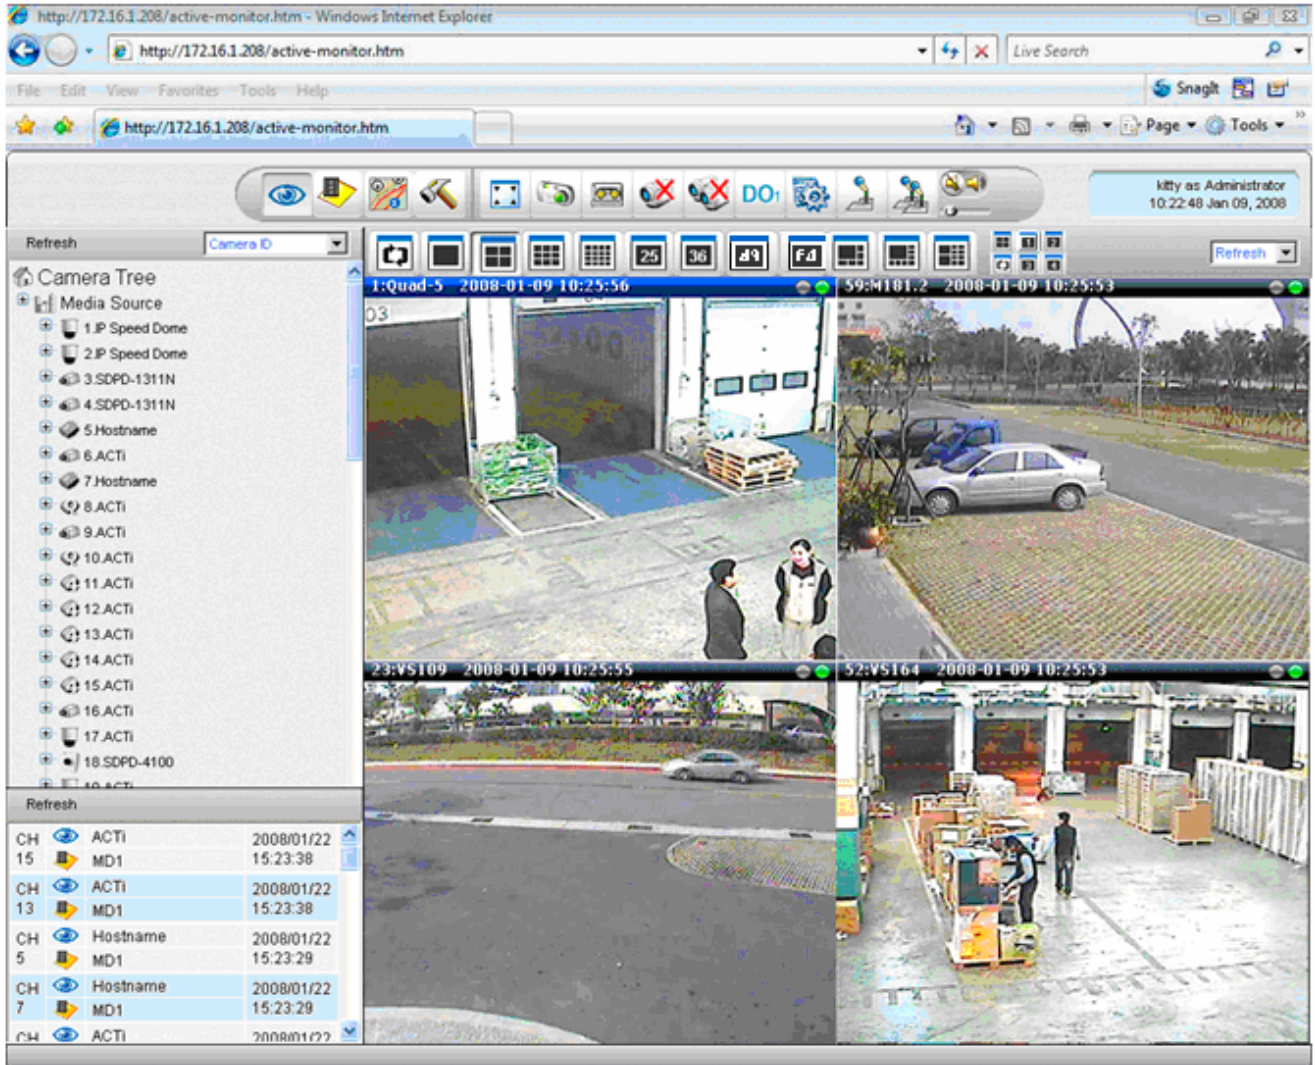 http://172.16.1.208/active-monitor.htm - Windows Internet Explorer
http://172.16.1.208/active-monitor.htm
Live Search
File Edit View Favorites Tools Help
SnagIt
http://172.16.1.208/active-monitor.htm
Page Tools
DO
kitty as Administrator
10:22:48 Jan 09, 2008
Refresh
Camera ID
25
36
Refresh
Camera Tree
Media Source
1.IP Speed Dome
2.IP Speed Dome
3.SDPD-1311N
4.SDPD-1311N
5.Hostname
6.ACTi
7.Hostname
8.ACTi
9.ACTi
10.ACTi
11.ACTi
12.ACTi
13.ACTi
14.ACTi
15.ACTi
16.ACTi
17.ACTi
18.SDPD-4100
19.ACTi
1:Quad-5 2008-01-09 10:25:56
03
59:M181.2 2008-01-09 10:25:53
23:VS109 2008-01-09 10:25:55
52:VS164 2008-01-09 10:25:53
Refresh
CH 15 ACTi 2008/01/22
MD1 15:23:38
CH 13 ACTi 2008/01/22
MD1 15:23:38
CH 5 Hostname 2008/01/22
MD1 15:23:29
CH 7 Hostname 2008/01/22
MD1 15:23:29
CH ACTi 2008/01/22